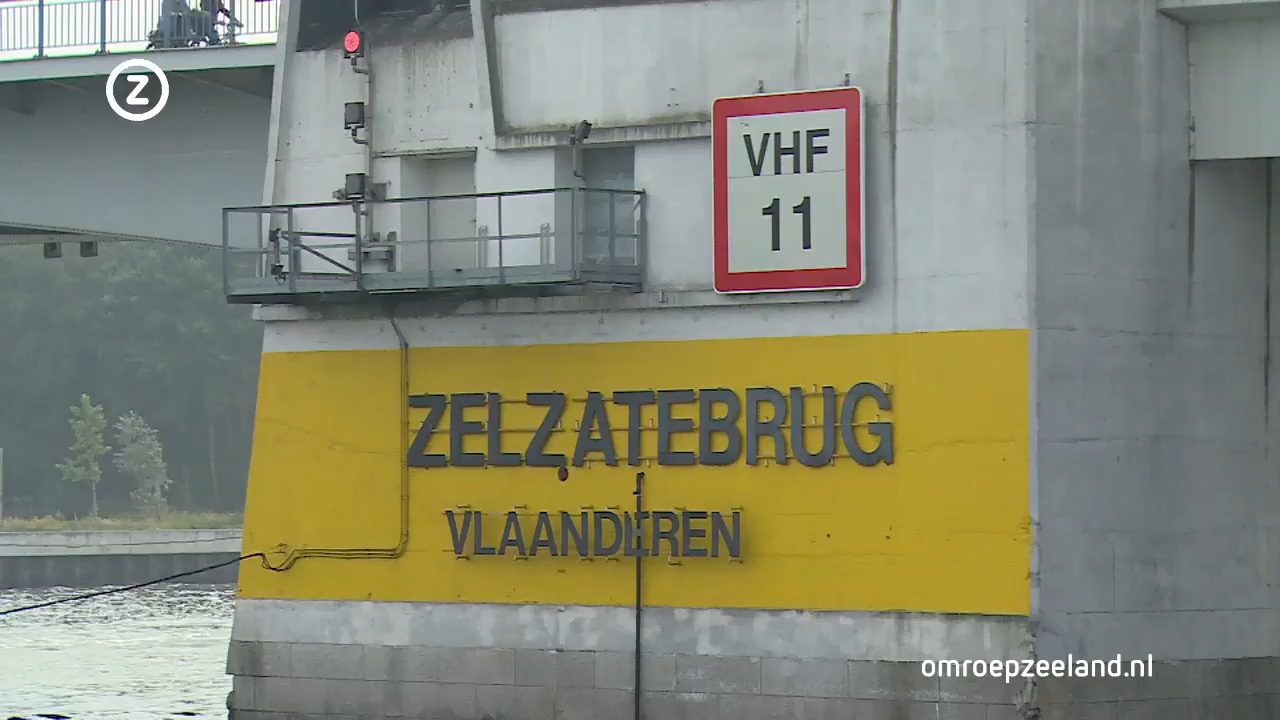 Z
VHF
11
ZELZATEBRUG
VLAANDEREN
omroepzeeland.nl